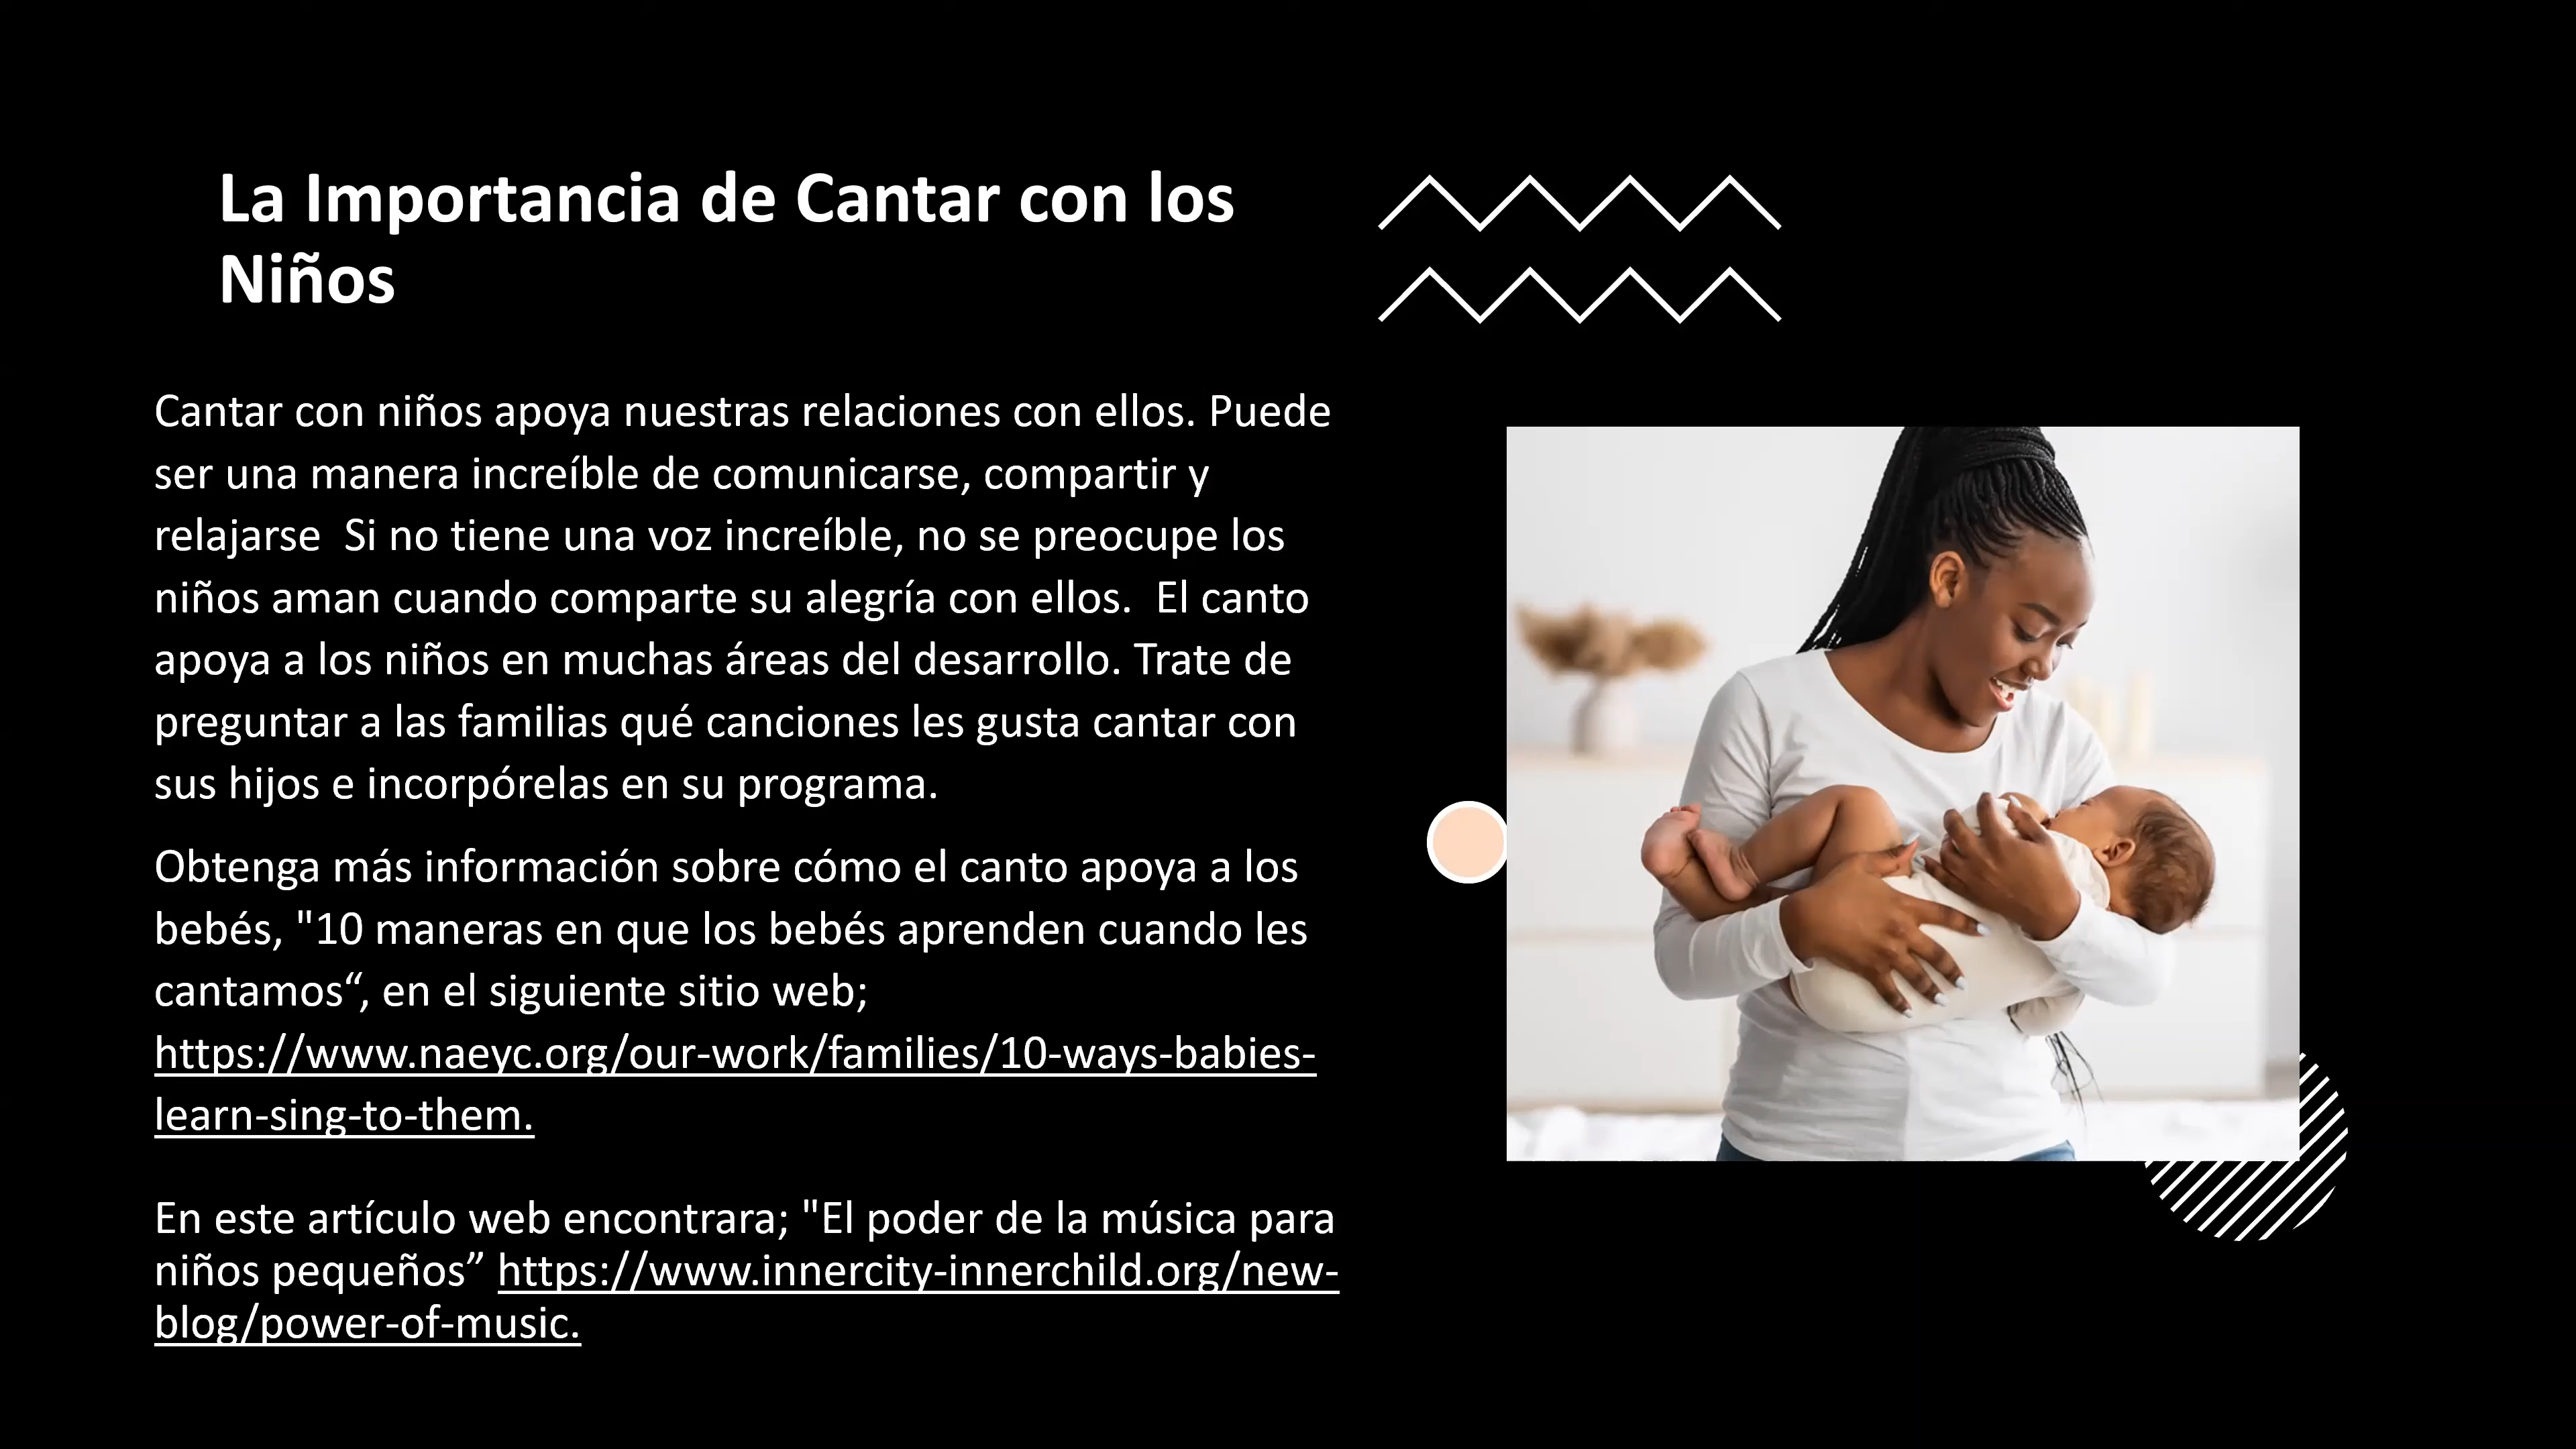 La Importancia de Cantar con los
Niños
Cantar con niños apoya nuestras relaciones con ellos. Puede
ser una manera increíble de comunicarse, compartir y
relajarse  Si no tiene una voz increíble, no se preocupe los
niños aman cuando comparte su alegría con ellos.  El canto
apoya a los niños en muchas áreas del desarrollo. Trate de
preguntar a las familias qué canciones les gusta cantar con
sus hijos e incorpórelas en su programa.
Obtenga más información sobre cómo el canto apoya a los
bebés, "10 maneras en que los bebés aprenden cuando les
cantamos“, en el siguiente sitio web;
https://www.naeyc.org/our-work/families/10-ways-babies-
learn-sing-to-them.
En este artículo web encontrara; "El poder de la música para
niños pequeños” https://www.innercity-innerchild.org/new-
blog/power-of-music.